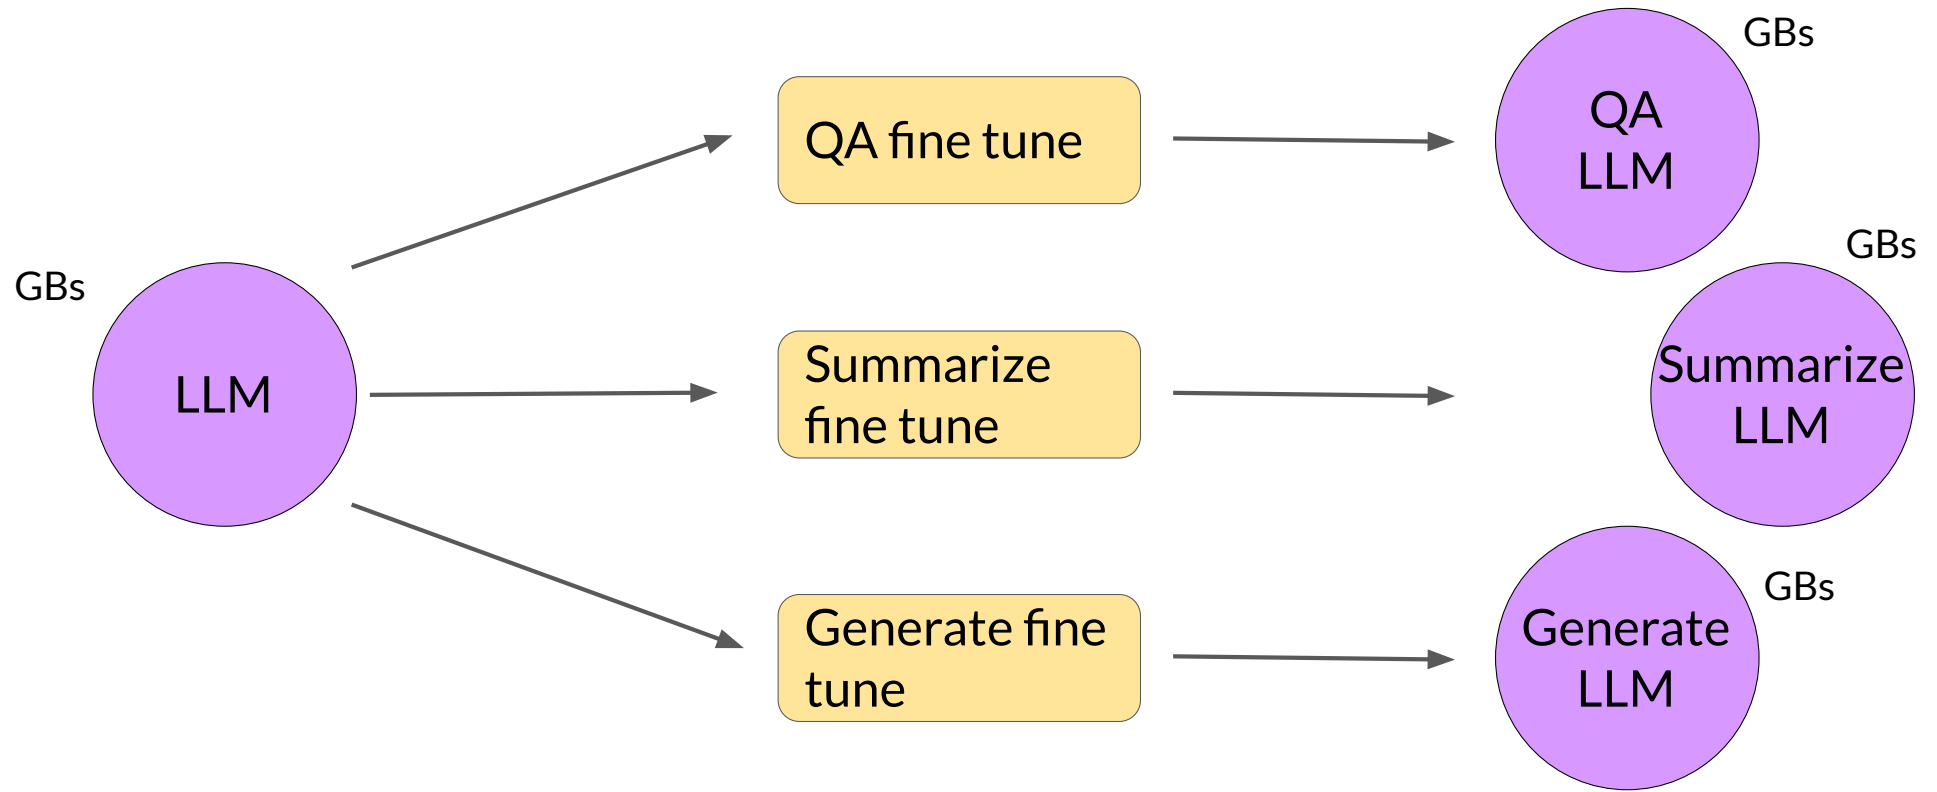 GBs
LLM
QA fine tune
Summarize
fine tune
Generate fine
tune
GBs
QA
LLM
GBs
Summarize
LLM
GBs
Generate
LLM